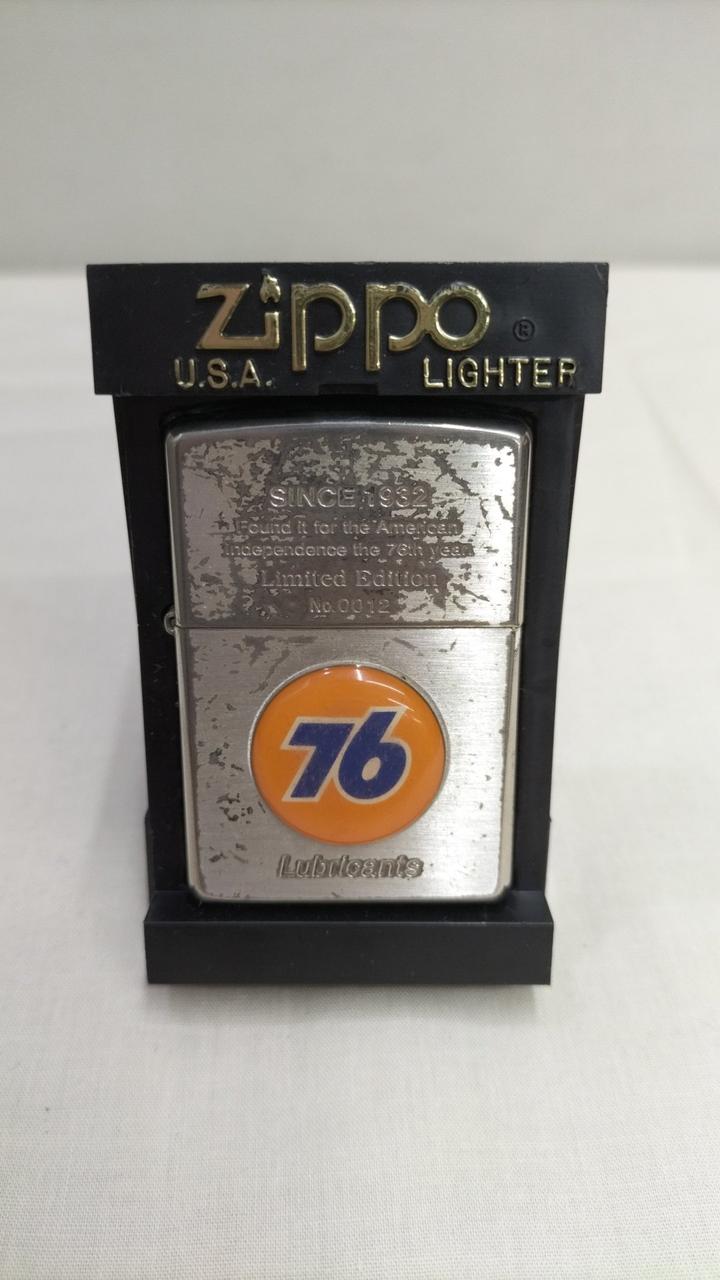 Zippo ®
U.S.A. LIGHTER
SINCE 1932
Found it for the American
Independence the 76th year
Limited Edition
No.0012
76
Lubricants